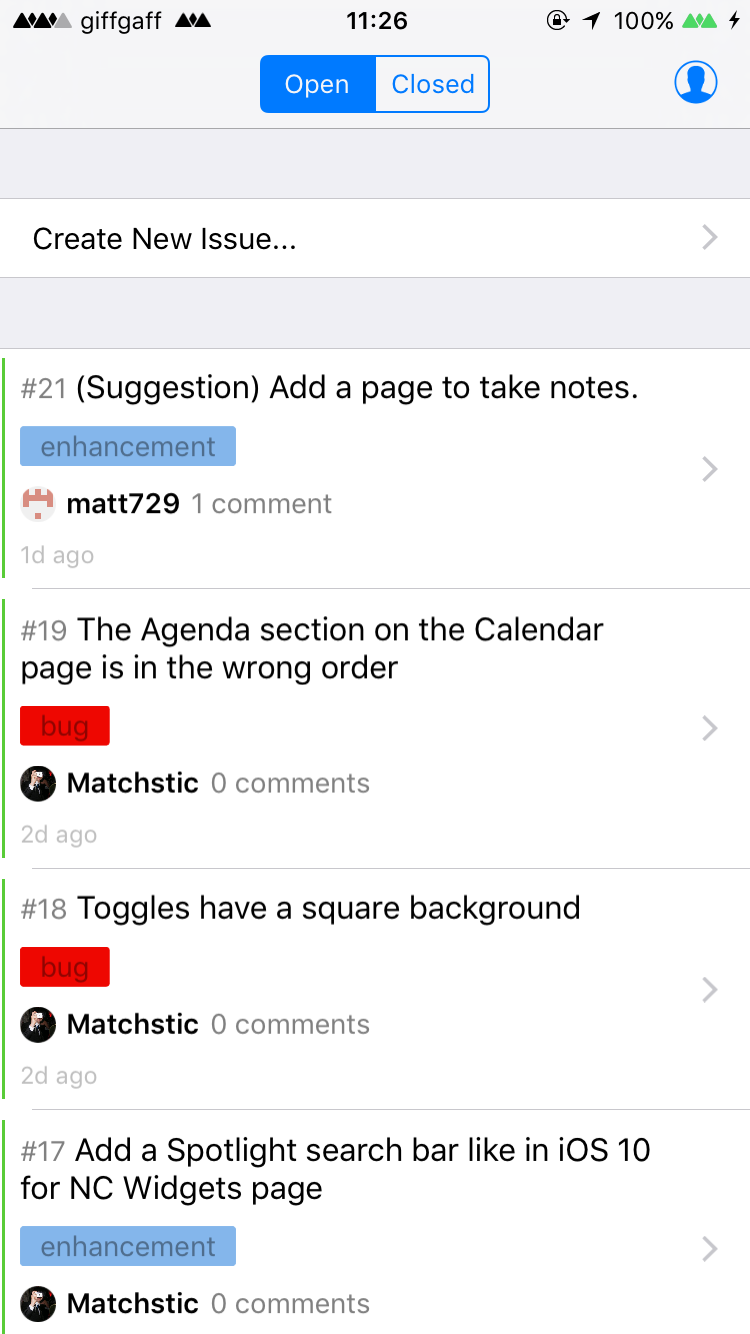 giffgaff 11:26 100%
Open Closed
Create New Issue...
#21 (Suggestion) Add a page to take notes.
enhancement
matt729 1 comment
1d ago
#19 The Agenda section on the Calendar
page is in the wrong order
bug
Matchstic 0 comments
2d ago
#18 Toggles have a square background
bug
Matchstic 0 comments
2d ago
#17 Add a Spotlight search bar like in iOS 10
for NC Widgets page
enhancement
Matchstic 0 comments